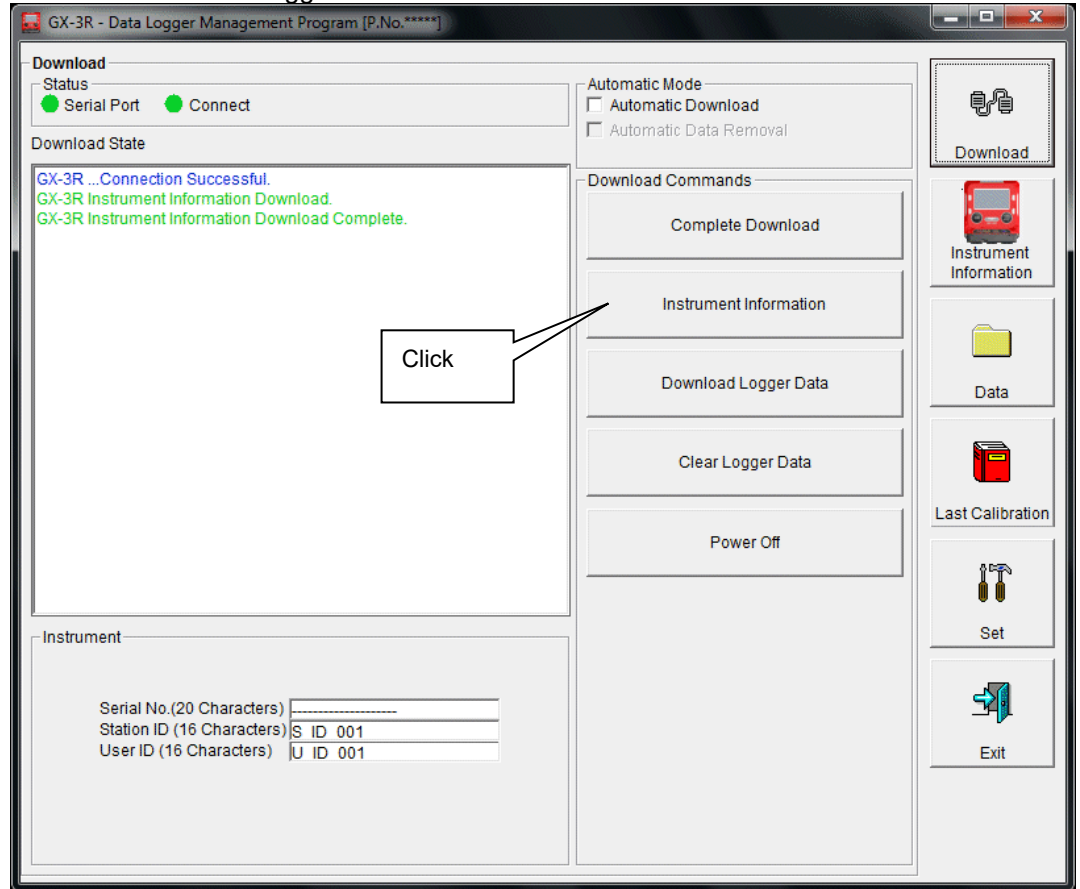 GX-3R - Data Logger Management Program [P.No.*****]
Download
Status
Serial Port Connect
Download State
GX-3R ...Connection Successful.
GX-3R Instrument Information Download.
GX-3R Instrument Information Download Complete.
Automatic Mode
Automatic Download
Automatic Data Removal
Download Commands
Complete Download
Instrument Information
Click
Download Logger Data
Clear Logger Data
Power Off
Instrument
Serial No.(20 Characters) --------------------
Station ID (16 Characters) S_ID_001
User ID (16 Characters) U_ID_001
Download
Instrument
Information
Data
Last Calibration
Set
Exit